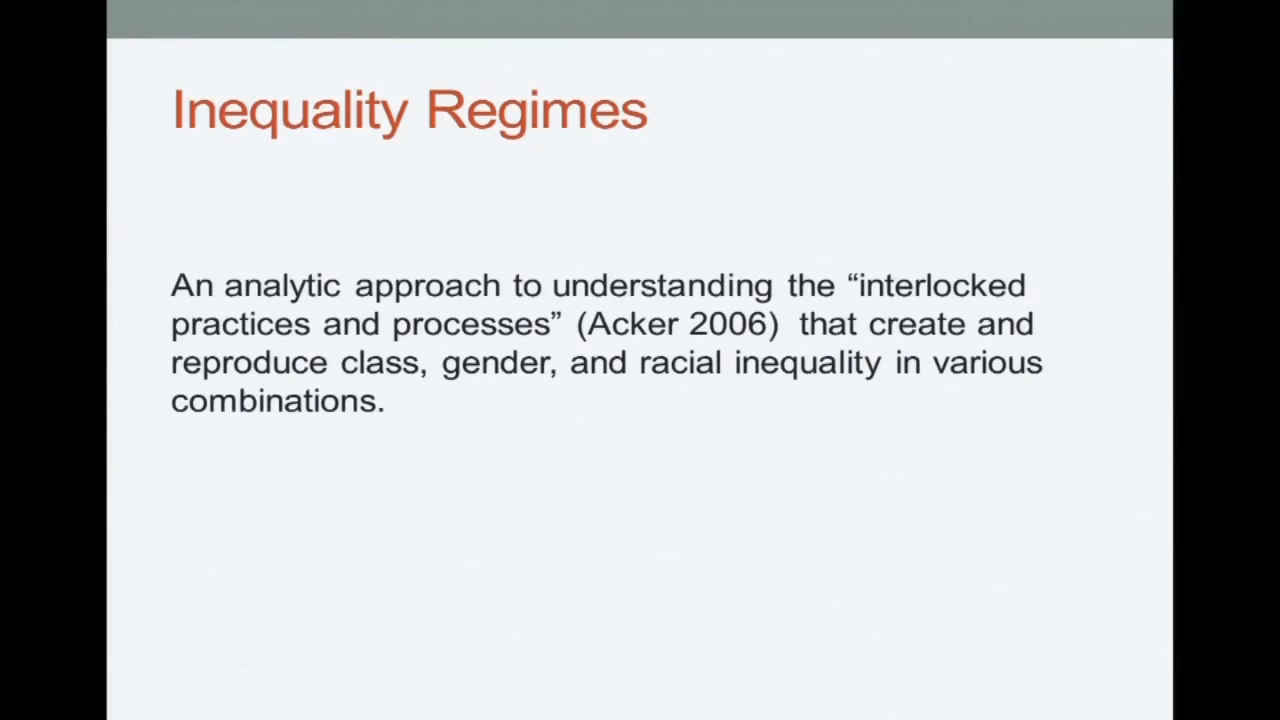 Inequality Regimes
An analytic approach to understanding the “interlocked
practices and processes” (Acker 2006) that create and
reproduce class, gender, and racial inequality in various
combinations.